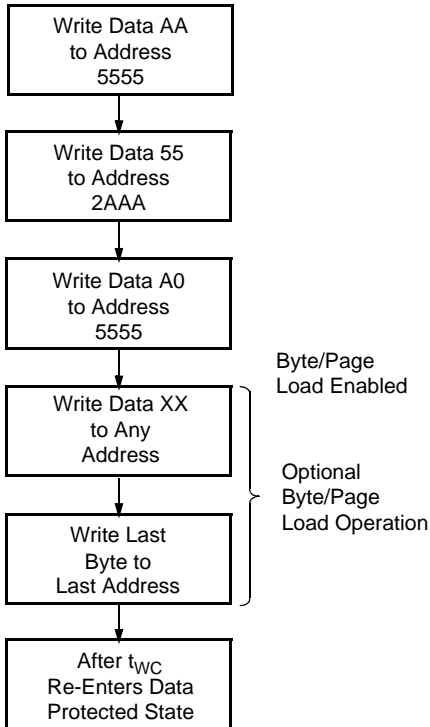 Write Data AA
to Address
5555
Write Data 55
to Address
2AAA
Write Data A0
to Address
5555
Byte/Page
Load Enabled
Write Data XX
to Any
Address
Optional
Byte/Page
Load Operation
Write Last
Byte to
Last Address
After tWC
Re-Enters Data
Protected State